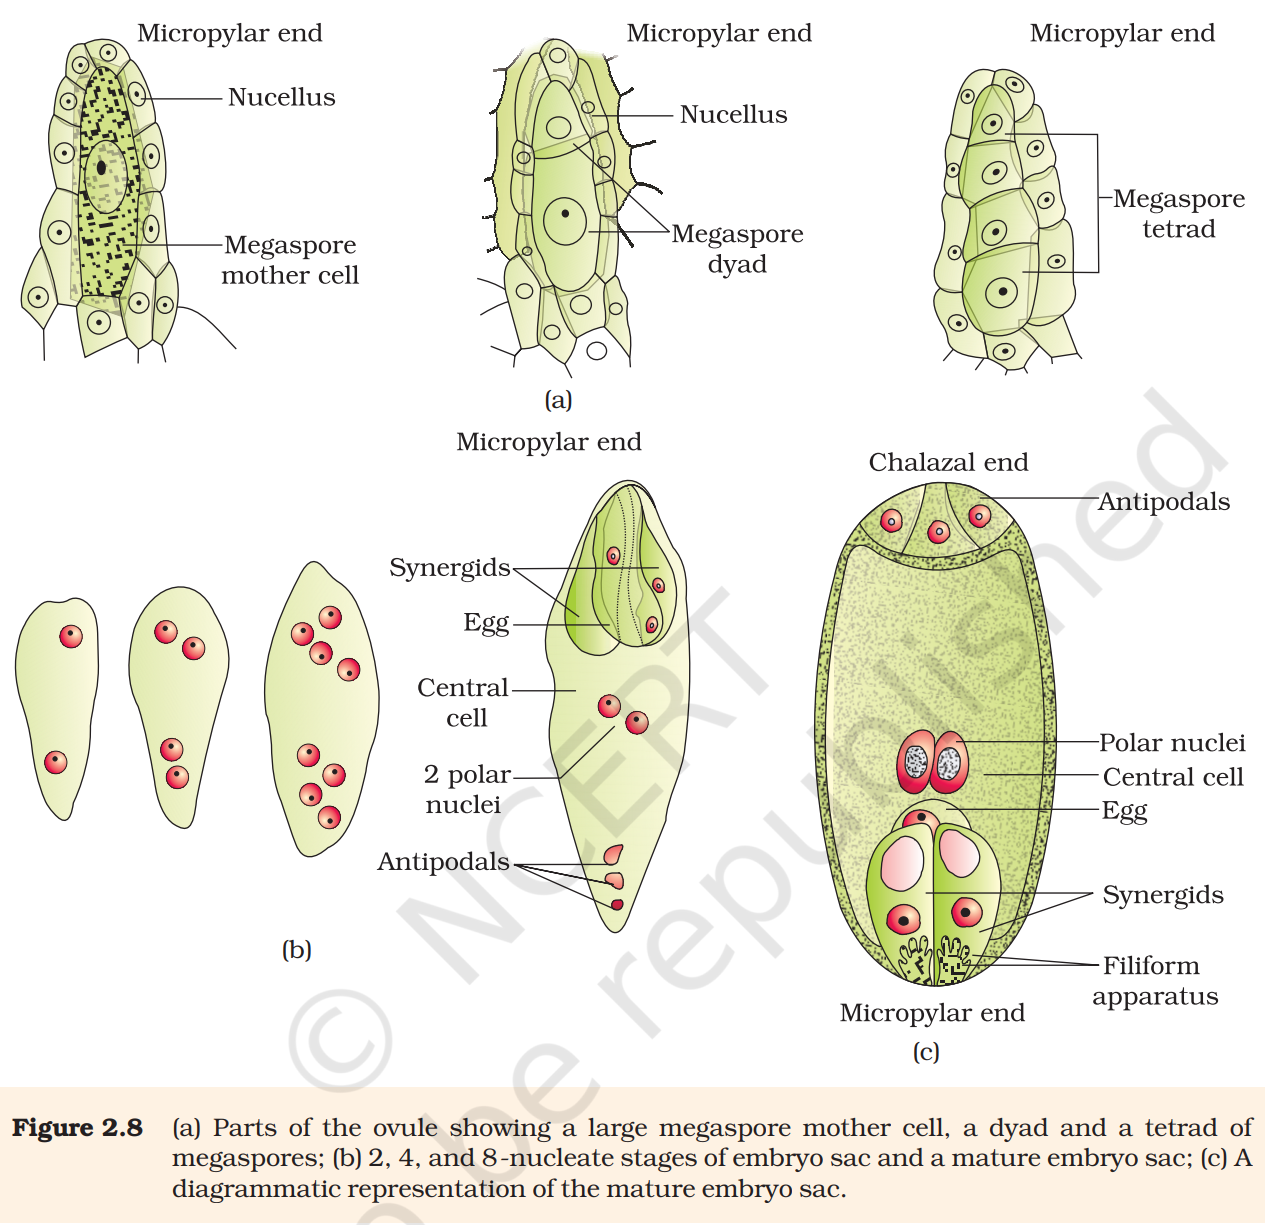 Micropylar end
Nucellus
Megaspore
mother cell
Micropylar end
Nucellus
Megaspore
dyad
Micropylar end
Megaspore
tetrad
(a)
Micropylar end
Synergids
Egg
Central
cell
2 polar
nuclei
Antipodals
(b)
Chalazal end
Antipodals
Polar nuclei
Central cell
Egg
Synergids
Filiform
apparatus
Micropylar end
(c)
© NCERT
o be republished
Figure 2.8 (a) Parts of the ovule showing a large megaspore mother cell, a dyad and a tetrad of
megaspores; (b) 2, 4, and 8-nucleate stages of embryo sac and a mature embryo sac; (c) A
diagrammatic representation of the mature embryo sac.